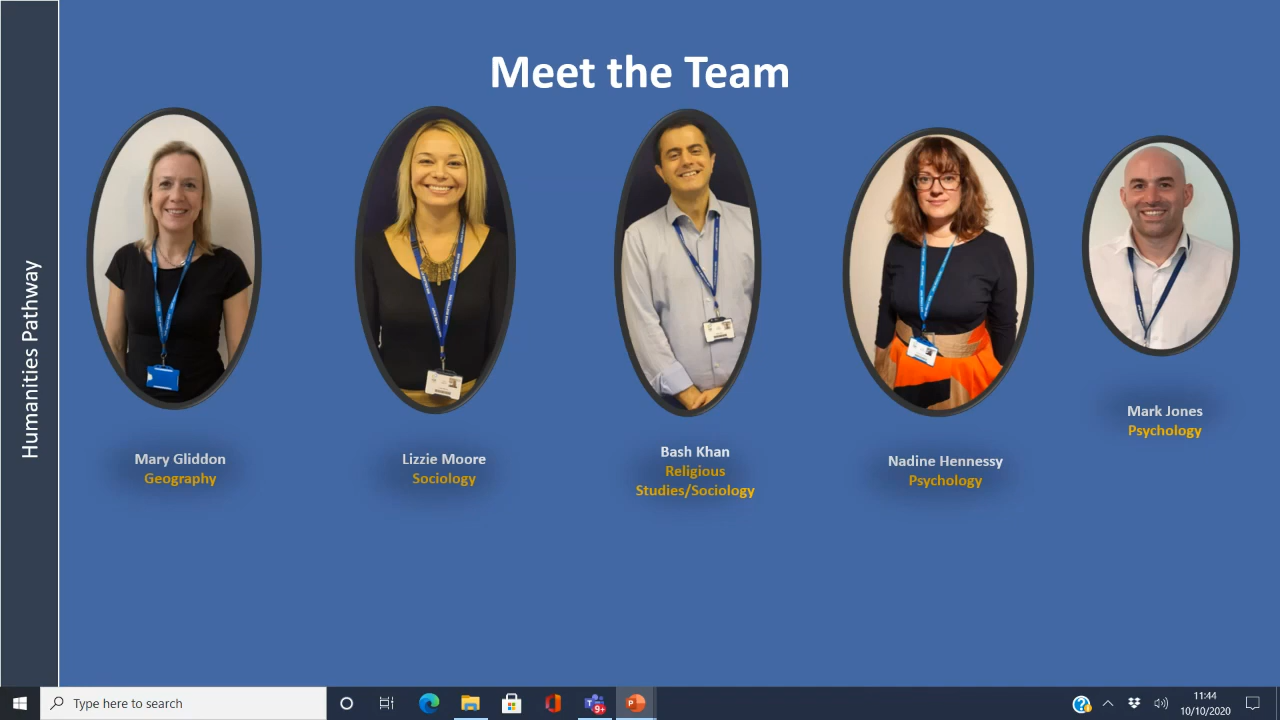 Meet the Team
Humanities Pathway
Mary Gliddon
Geography
Lizzie Moore
Sociology
Bash Khan
Religious
Studies/Sociology
Nadine Hennessy
Psychology
Mark Jones
Psychology
Type here to search
9+
11:44
10/10/2020